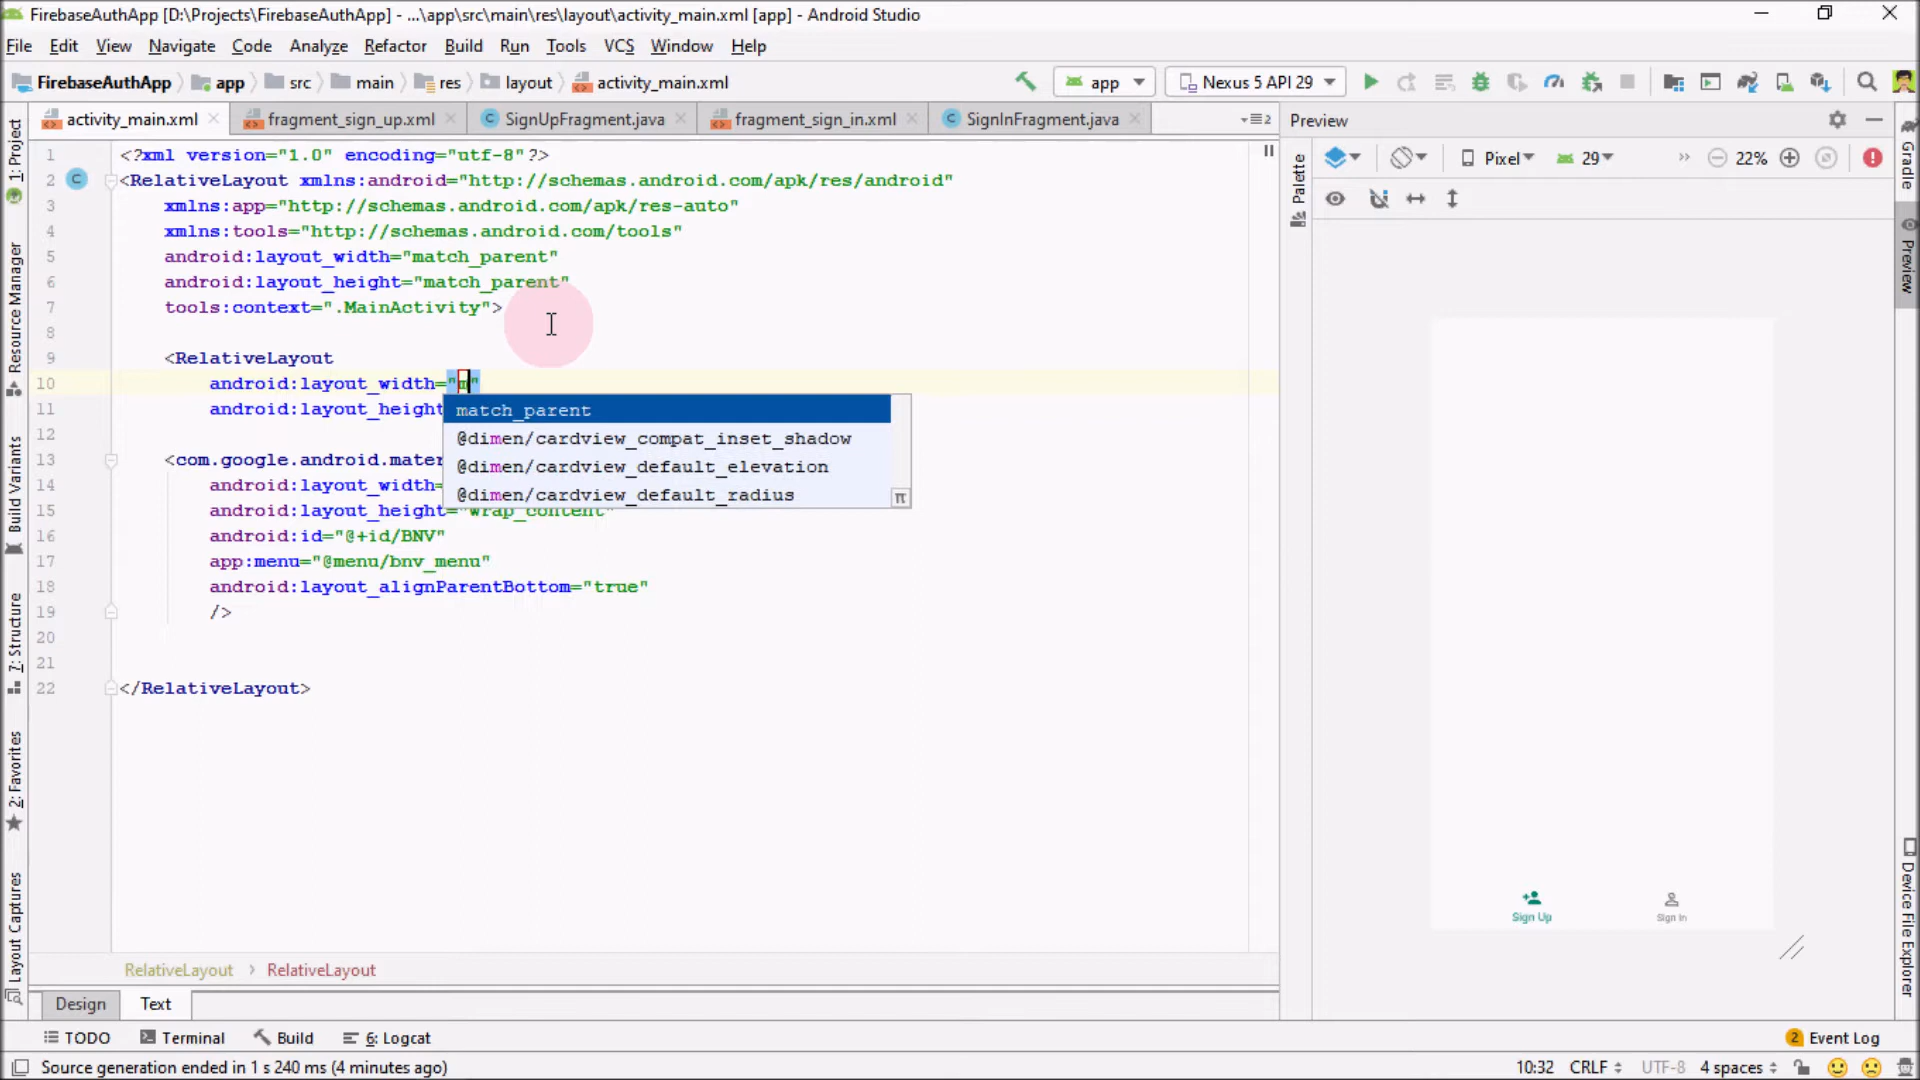 FirebaseAuthApp [D:\Projects\FirebaseAuthApp] - ...\app\src\main\res\layout\activity_main.xml [app] - Android Studio
File Edit View Navigate Code Analyze Refactor Build Run Tools VCS Window Help
FirebaseAuthApp app src main res layout activity_main.xml app Nexus 5 API 29
activity_main.xml fragment_sign_up.xml SignUpFragment.java fragment_sign_in.xml SignInFragment.java 2 Preview
Pixel 29 22%
1 <?xml version="1.0" encoding="utf-8"?>
2 <RelativeLayout xmlns:android="http://schemas.android.com/apk/res/android"
3 xmlns:app="http://schemas.android.com/apk/res-auto"
4 xmlns:tools="http://schemas.android.com/tools"
5 android:layout_width="match_parent"
6 android:layout_height="match_parent"
7 tools:context=".MainActivity">
8
9 <RelativeLayout
10 android:layout_width="m"
11 android:layout_height
match_parent
@dimen/cardview_compat_inset_shadow
@dimen/cardview_default_elevation
@dimen/cardview_default_radius
π
12
13 <com.google.android.mater
14 android:layout_width=
15 android:layout_height="wrap_content"
16 android:id="@+id/BNV"
17 app:menu="@menu/bnv_menu"
18 android:layout_alignParentBottom="true"
19 />
20
21
22 </RelativeLayout>
1: Project
Resource Manager
Build Variants
7: Structure
2: Favorites
Layout Captures
Palette
Gradle
Preview
Device File Explorer
Sign Up Sign In
RelativeLayout > RelativeLayout
Design Text
TODO Terminal Build 6: Logcat 2 Event Log
Source generation ended in 1 s 240 ms (4 minutes ago) 10:32 CRLF UTF-8 4 spaces